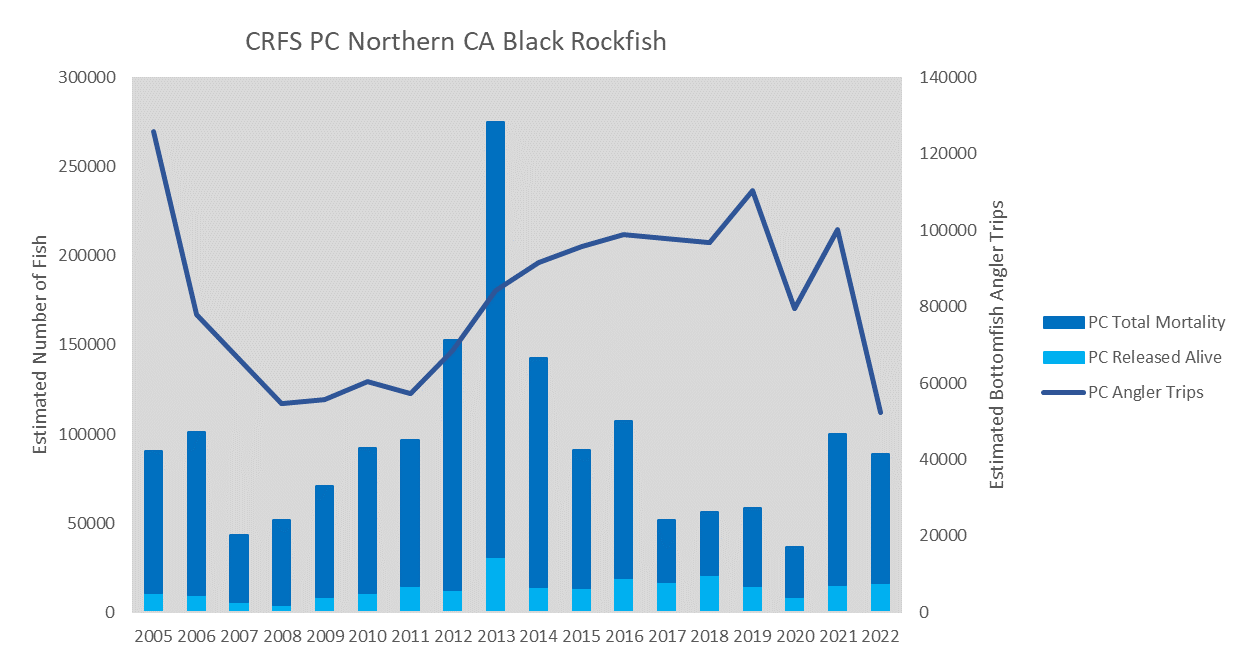 CRFS PC Northern CA Black Rockfish
300000
250000
200000
150000
100000
50000
0
Estimated Number of Fish
140000
120000
100000
80000
60000
40000
20000
0
Estimated Bottomfish Angler Trips
2005 2006 2007 2008 2009 2010 2011 2012 2013 2014 2015 2016 2017 2018 2019 2020 2021 2022
PC Total Mortality
PC Released Alive
PC Angler Trips